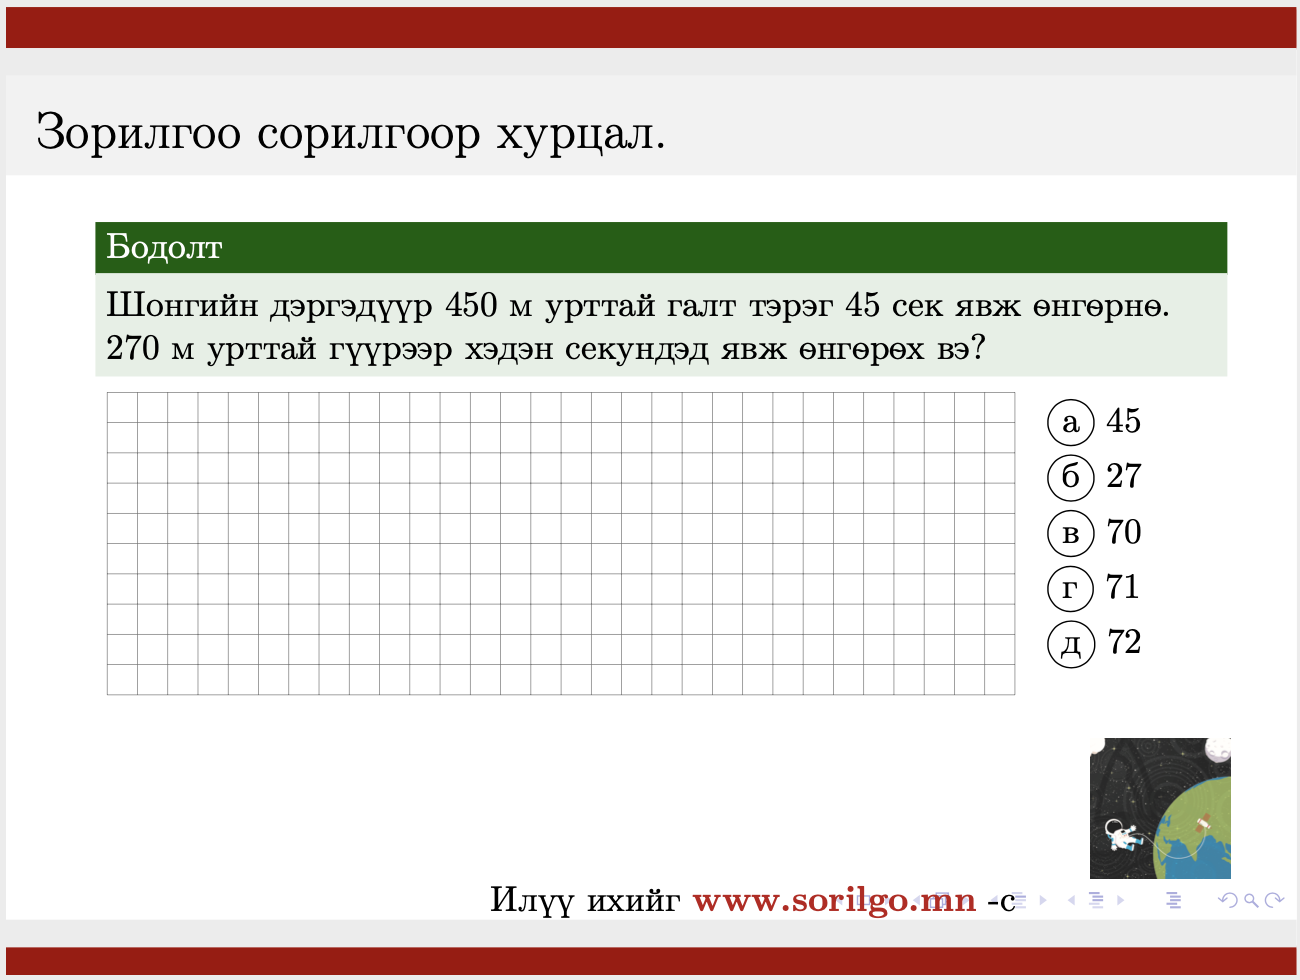 Зорилгоо сорилгоор хурцал.
Бодолт
Шонгийн дэргэдүүр 450 м урттай галт тэрэг 45 сек явж өнгөрнө.
270 м урттай гүүрээр хэдэн секундэд явж өнгөрөх вэ?
а 45
б 27
в 70
г 71
д 72
Илүү ихийг www.sorilgo.mn -с